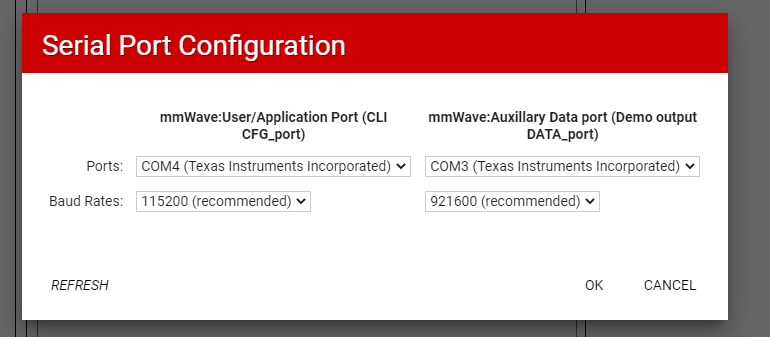 Serial Port Configuration
mmWave:User/Application Port (CLI
CFG_port)
mmWave:Auxillary Data port (Demo output
DATA_port)
Ports: COM4 (Texas Instruments Incorporated) COM3 (Texas Instruments Incorporated)
Baud Rates: 115200 (recommended) 921600 (recommended)
REFRESH OK CANCEL